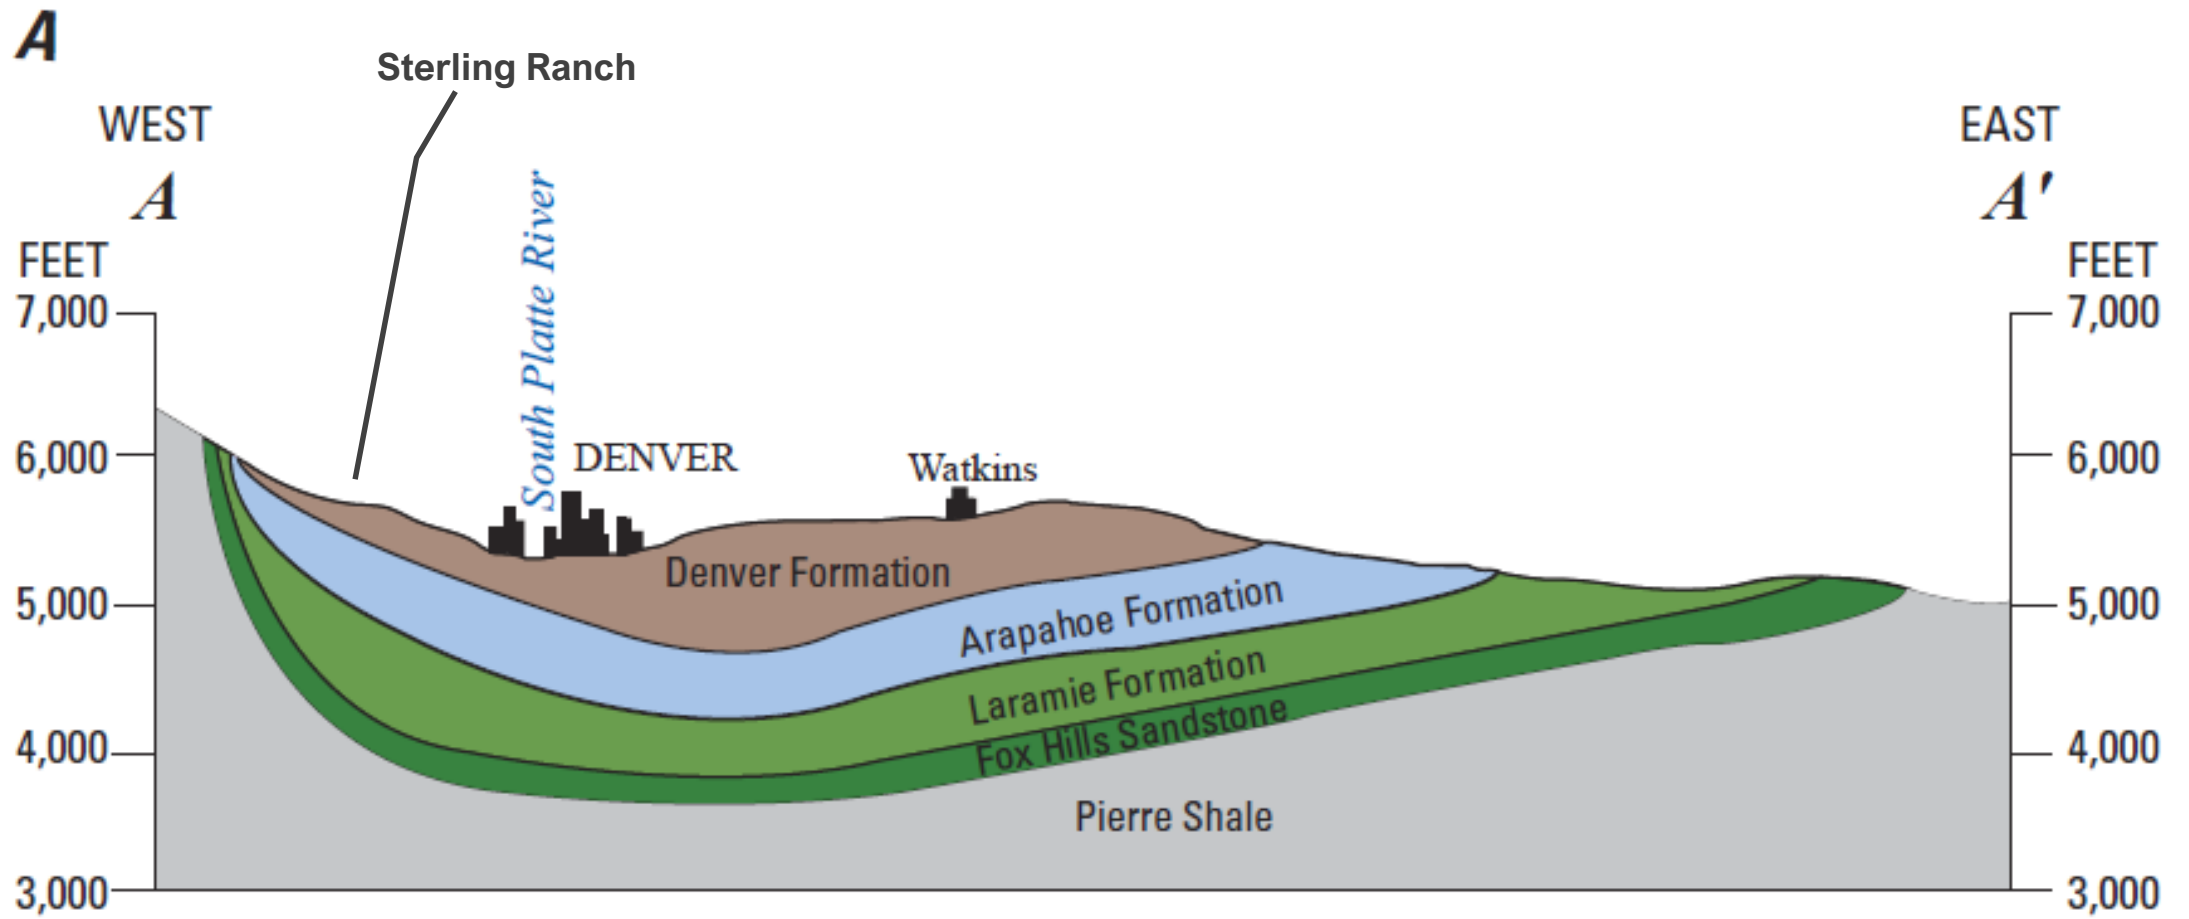 A
Sterling Ranch
WEST
EAST
A
A'
South Platte River
FEET
FEET
7,000
7,000
DENVER
Watkins
6,000
6,000
Denver Formation
Arapahoe Formation
5,000
5,000
Laramie Formation
Fox Hills Sandstone
4,000
4,000
Pierre Shale
3,000
3,000